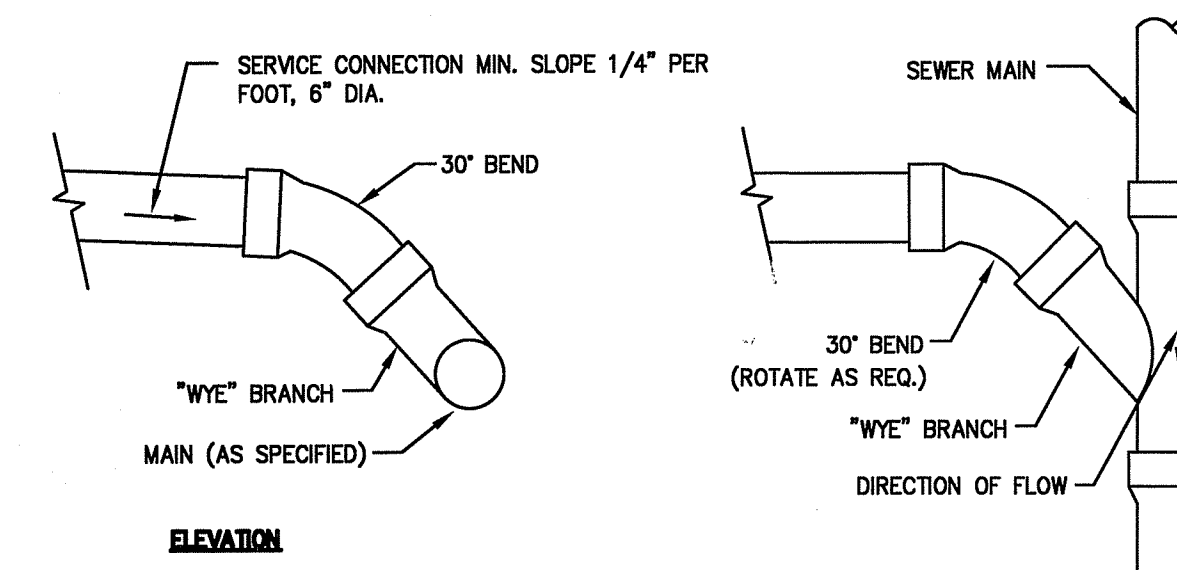 SERVICE CONNECTION MIN. SLOPE 1/4" PER
FOOT, 6" DIA.
30° BEND
"WYE" BRANCH
MAIN (AS SPECIFIED)
ELEVATION
SEWER MAIN
30° BEND
(ROTATE AS REQ.)
"WYE" BRANCH
DIRECTION OF FLOW